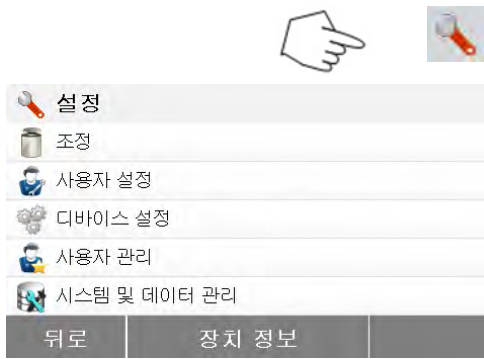 설정
조정
사용자 설정
디바이스 설정
사용자 관리
시스템 및 데이터 관리
뒤로 장치 정보